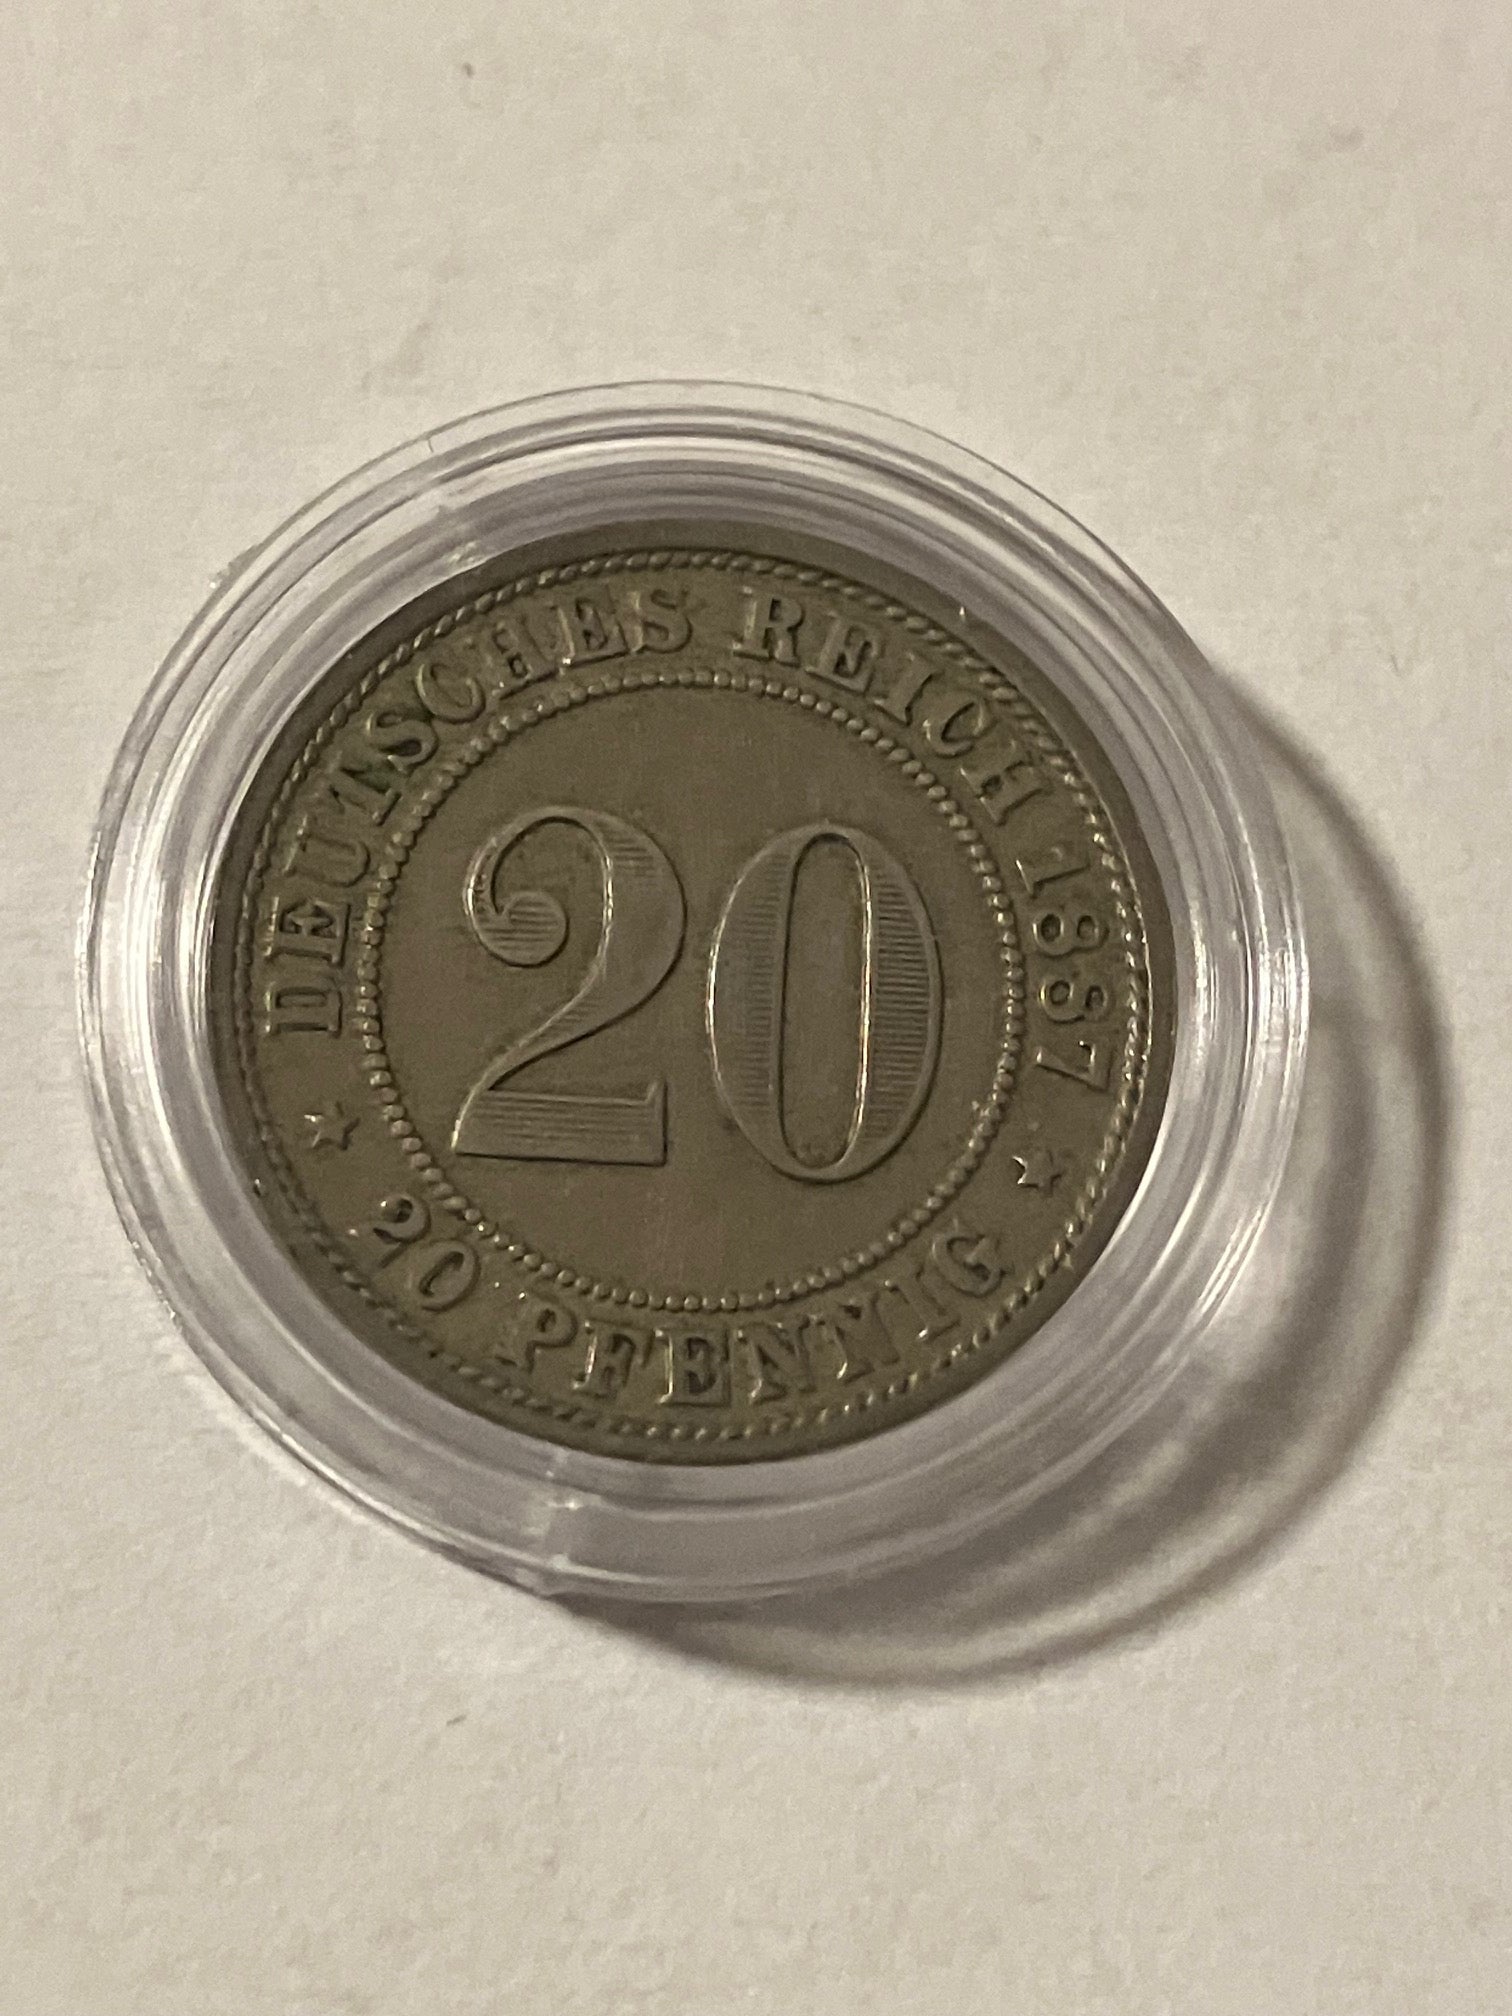 DEUTSCHES REICH 1887
20
20 PFENNIG